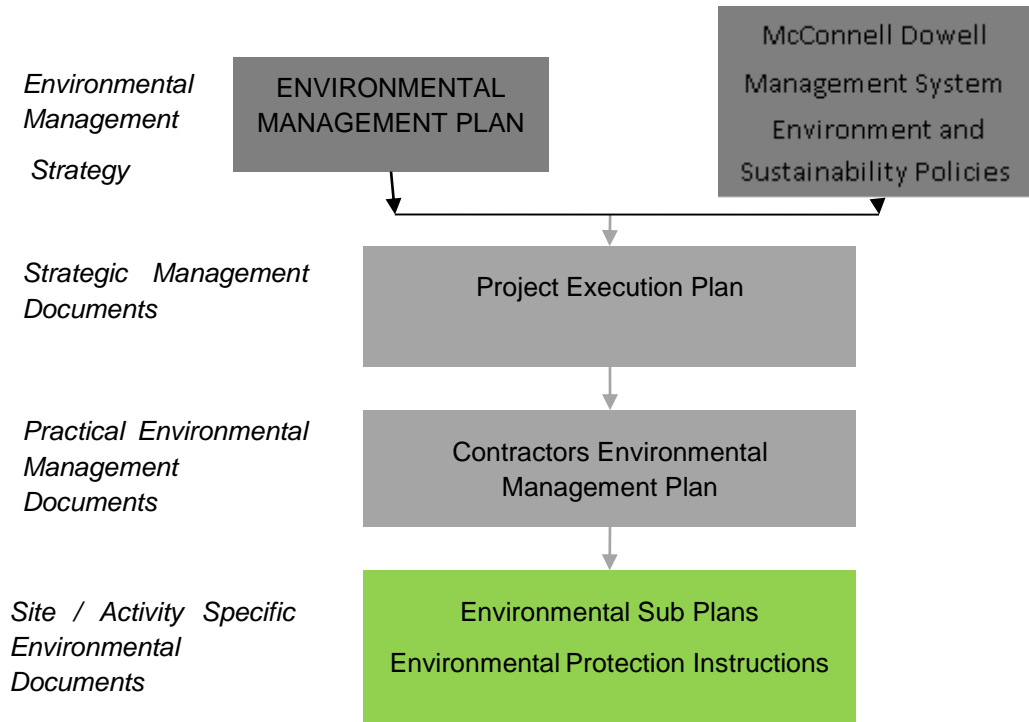 Environmental
Management
Strategy
ENVIRONMENTAL
MANAGEMENT PLAN
McConnell Dowell
Management System
Environment and
Sustainability Policies
Strategic Management
Documents
Project Execution Plan
Practical Environmental
Management
Documents
Contractors Environmental
Management Plan
Site / Activity Specific
Environmental
Documents
Environmental Sub Plans
Environmental Protection Instructions